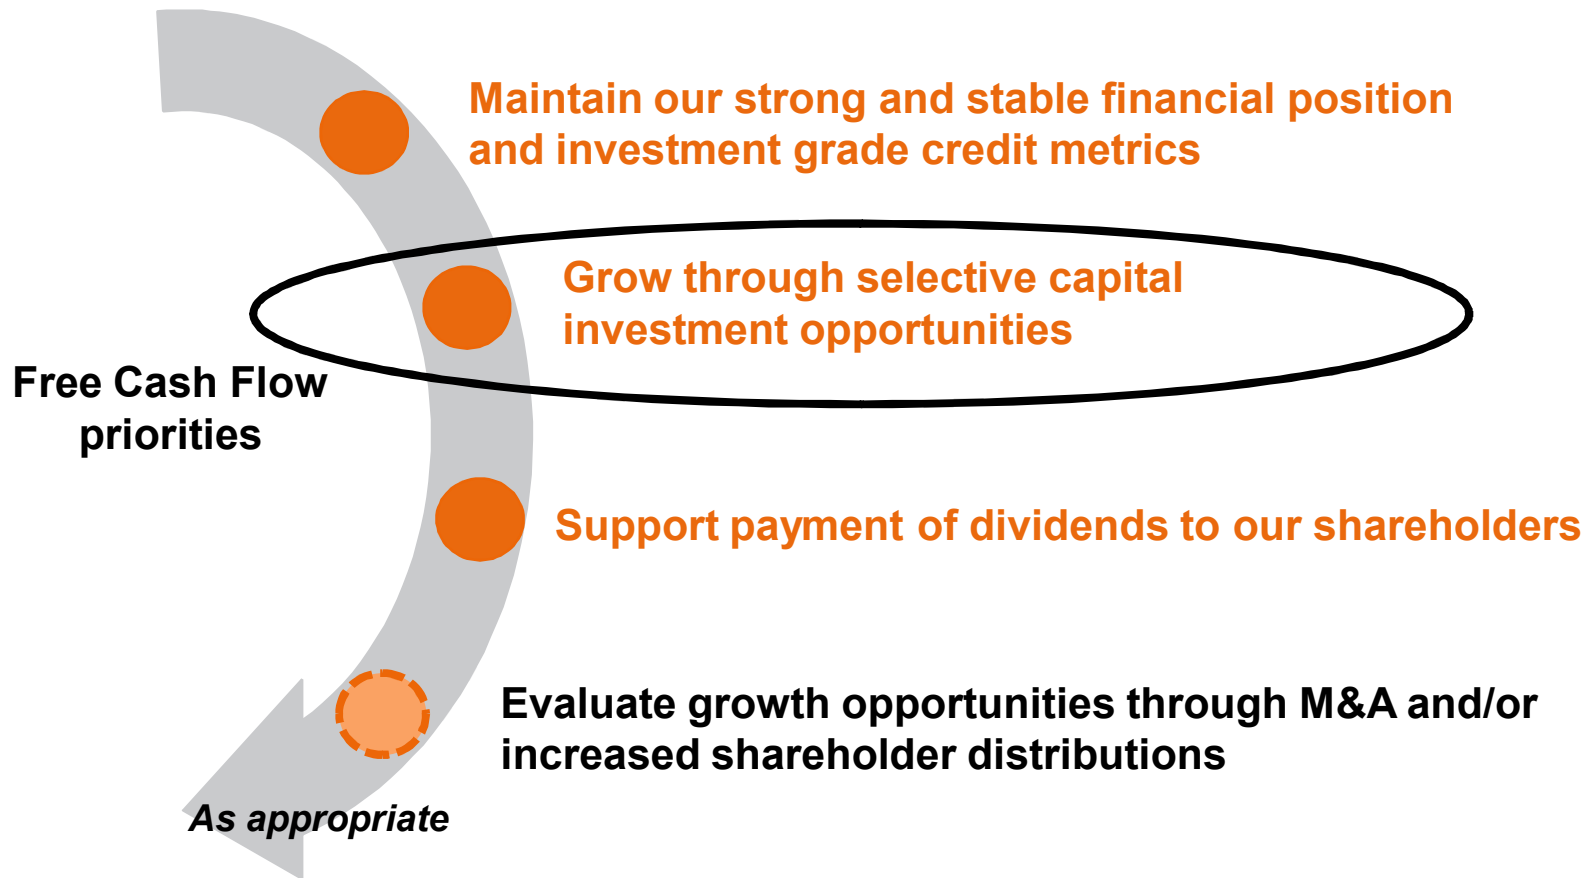 Maintain our strong and stable financial position
and investment grade credit metrics
Grow through selective capital
investment opportunities
Free Cash Flow
priorities
Support payment of dividends to our shareholders
Evaluate growth opportunities through M&A and/or
increased shareholder distributions
As appropriate